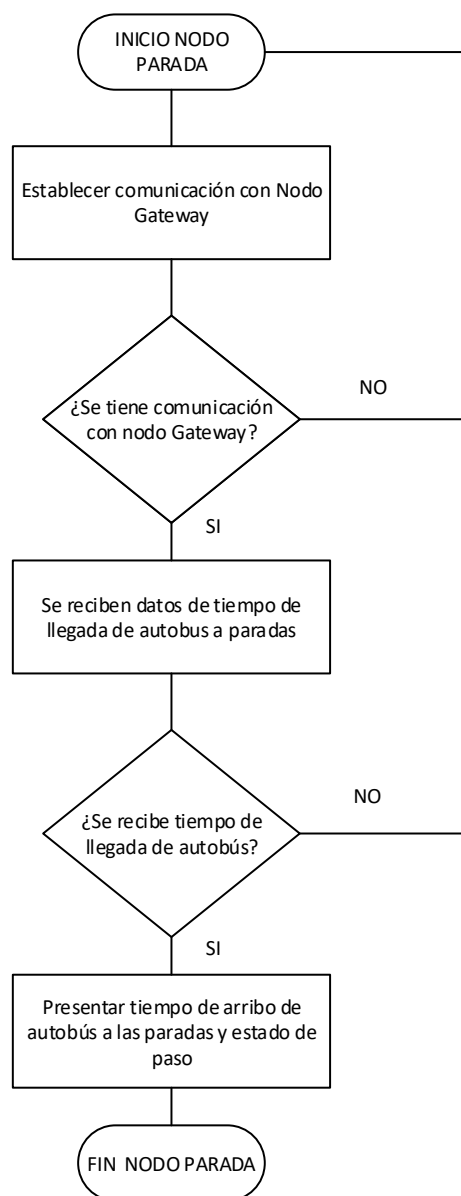 INICIO NODO
PARADA
Establecer comunicación con Nodo
Gateway
¿Se tiene comunicación
con nodo Gateway?
NO
SI
Se reciben datos de tiempo de
llegada de autobus a paradas
¿Se recibe tiempo de
llegada de autobús?
NO
SI
Presentar tiempo de arribo de
autobús a las paradas y estado de
paso
FIN NODO PARADA